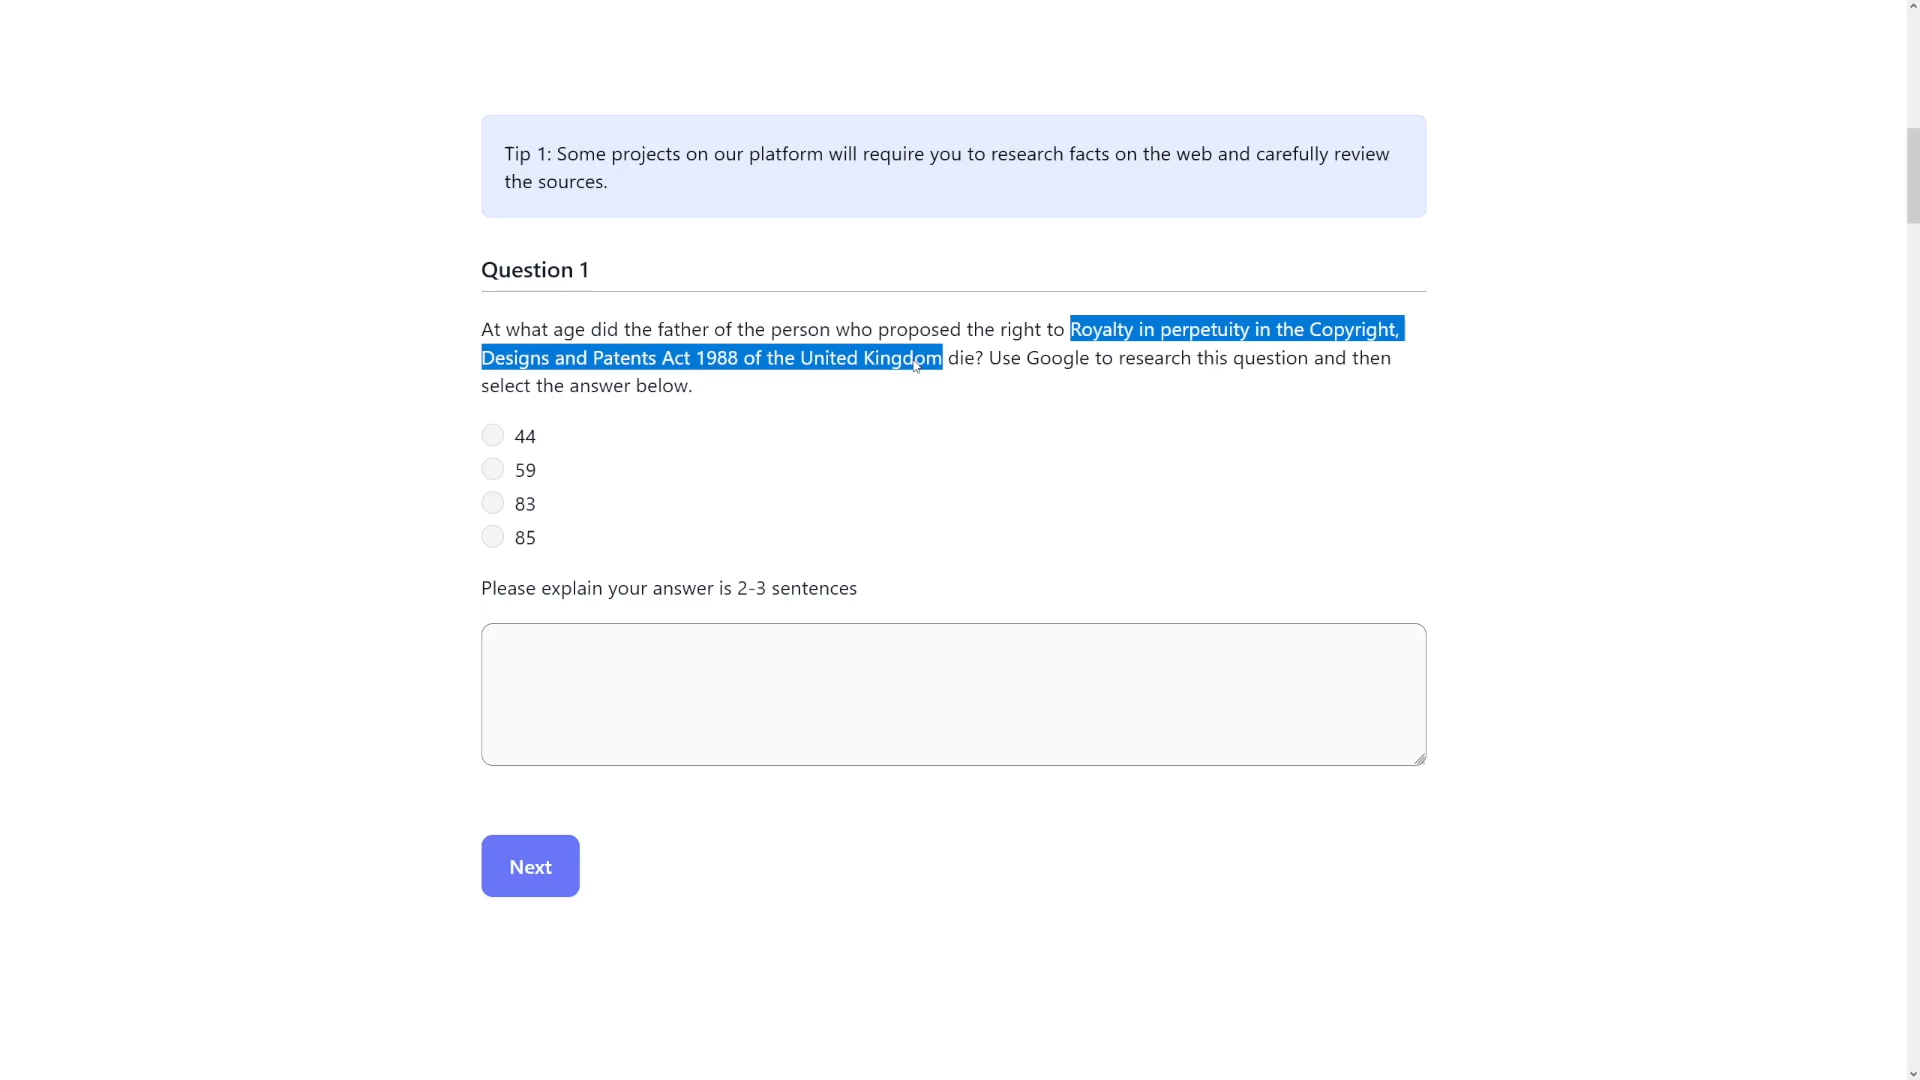 Tip 1: Some projects on our platform will require you to research facts on the web and carefully review
the sources.
Question 1
At what age did the father of the person who proposed the right to Royalty in perpetuity in the Copyright,
Designs and Patents Act 1988 of the United Kingdom die? Use Google to research this question and then
select the answer below.
44
59
83
85
Please explain your answer is 2-3 sentences
Next